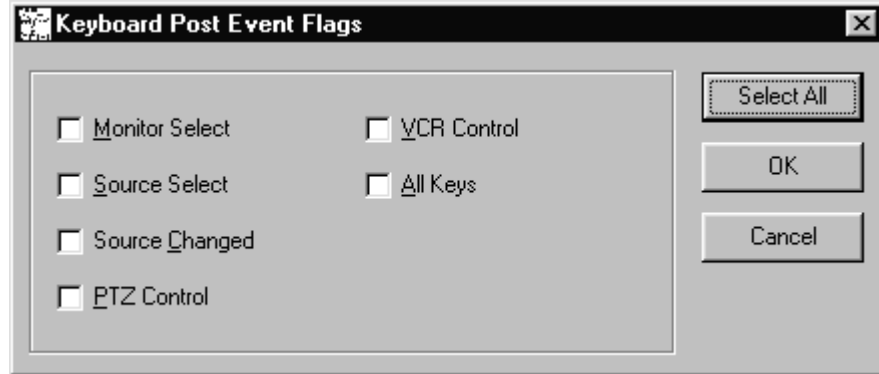 Keyboard Post Event Flags
Monitor Select
Source Select
Source Changed
PTZ Control
VCR Control
All Keys
Select All
OK
Cancel